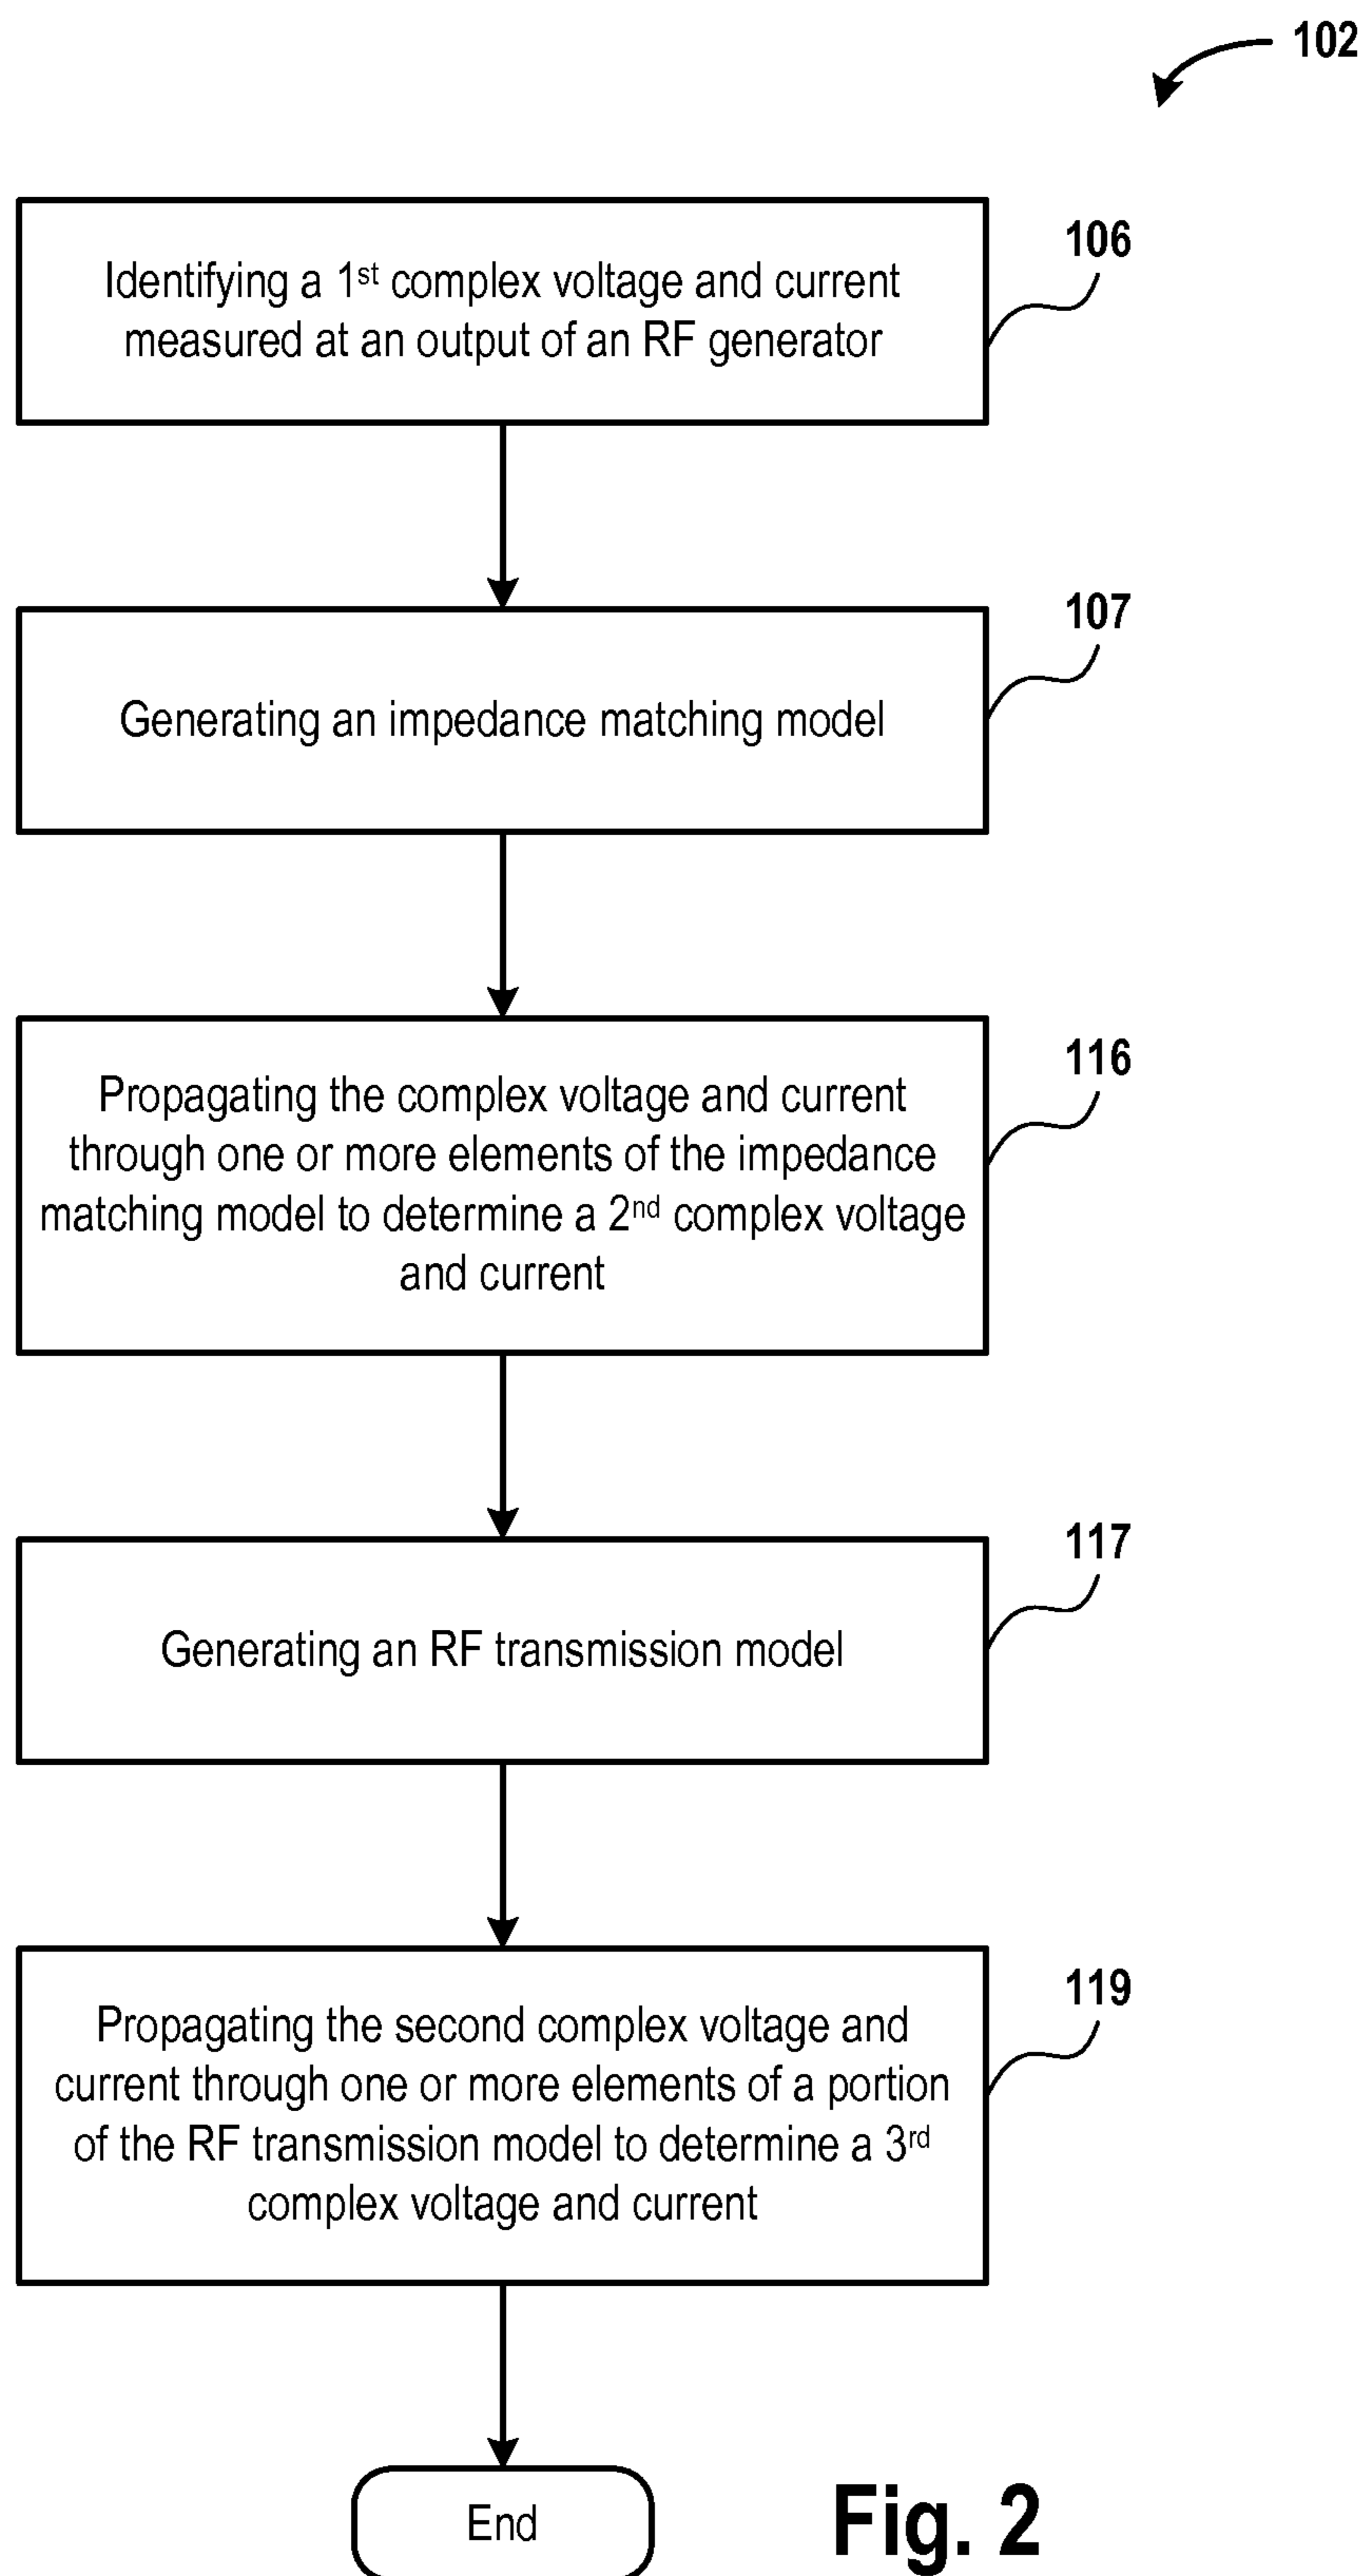 102
106
Identifying a 1st complex voltage and current
measured at an output of an RF generator
107
Generating an impedance matching model
116
Propagating the complex voltage and current
through one or more elements of the impedance
matching model to determine a 2nd complex voltage
and current
117
Generating an RF transmission model
119
Propagating the second complex voltage and
current through one or more elements of a portion
of the RF transmission model to determine a 3rd
complex voltage and current
End
Fig. 2